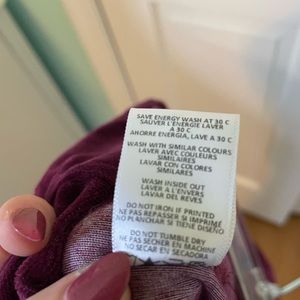 SAVE ENERGY WASH AT 30 C
SAUVER L'ENERGIE LAVER
A 30 C
AHORRE ENERGIA, LAVE A 30 C
WASH WITH SIMILAR COLOURS
LAVER AVEC COULEURS
SIMILAIRES
LAVAR CON COLORES
SIMILARES
WASH INSIDE OUT
LAVER A L'ENVERS
LAVAR DEL REVES
DO NOT IRON IF PRINTED
NE PAS REPASSER SI IMPRIME
NO PLANCHAR SI TIENE DISEÑO
DO NOT TUMBLE DRY
NE PAS SECHER EN MACHINE
NO SECAR EN SECADORA